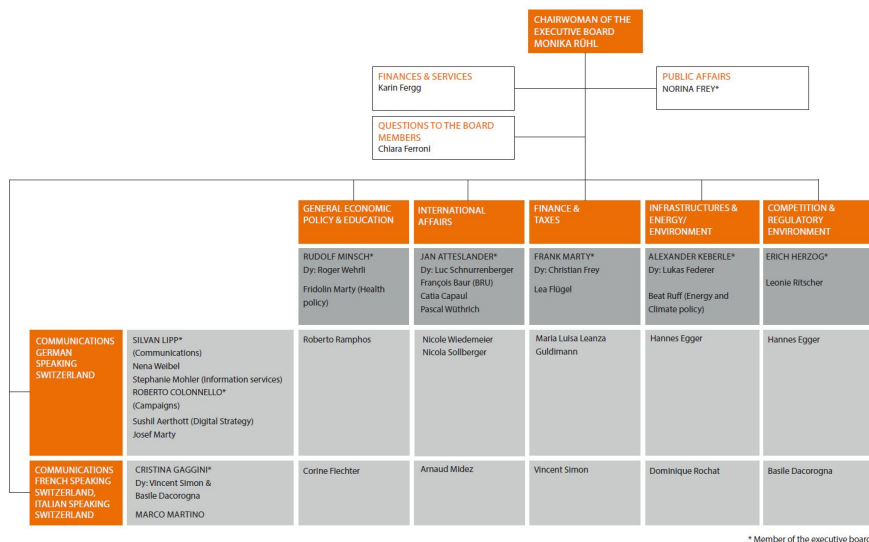 CHAIRWOMAN OF THE
EXECUTIVE BOARD
MONIKA RÜHL
FINANCES & SERVICES
Karin Fergg
PUBLIC AFFAIRS
NORINA FREY*
QUESTIONS TO THE BOARD
MEMBERS
Chiara Ferroni
GENERAL ECONOMIC
POLICY & EDUCATION
INTERNATIONAL
AFFAIRS
FINANCE &
TAXES
INFRASTRUCTURES &
ENERGY/
ENVIRONMENT
COMPETITION &
REGULATORY
ENVIRONMENT
RUDOLF MINSCH*
Dy: Roger Wehrli
Fridolin Marty (Health
policy)
JAN ATTESLANDER*
Dy: Luc Schnurrenberger
François Baur (BRU)
Catia Capaul
Pascal Wüthrich
FRANK MARTY*
Dy: Christian Frey
Lea Flügel
ALEXANDER KEBERLE*
Dy: Lukas Federer
Beat Ruff (Energy and
Climate policy)
ERICH HERZOG*
Leonie Ritscher
COMMUNICATIONS
GERMAN
SPEAKING
SWITZERLAND
SILVAN LIPP*
(Communications)
Nena Weibel
Stephanie Mohler (Information services)
ROBERTO COLONNELLO*
(Campaigns)
Sushil Aerthott (Digital Strategy)
Josef Marty
Roberto Ramphos
Nicole Wiedemeier
Nicola Sollberger
Maria Luisa Leanza
Guldimann
Hannes Egger
Hannes Egger
COMMUNICATIONS
FRENCH SPEAKING
SWITZERLAND,
ITALIAN SPEAKING
SWITZERLAND
CRISTINA GAGGINI*
Dy: Vincent Simon &
Basile Dacorogna
MARCO MARTINO
Corine Fiechter
Arnaud Midez
Vincent Simon
Dominique Rochat
Basile Dacorogna
* Member of the executive board